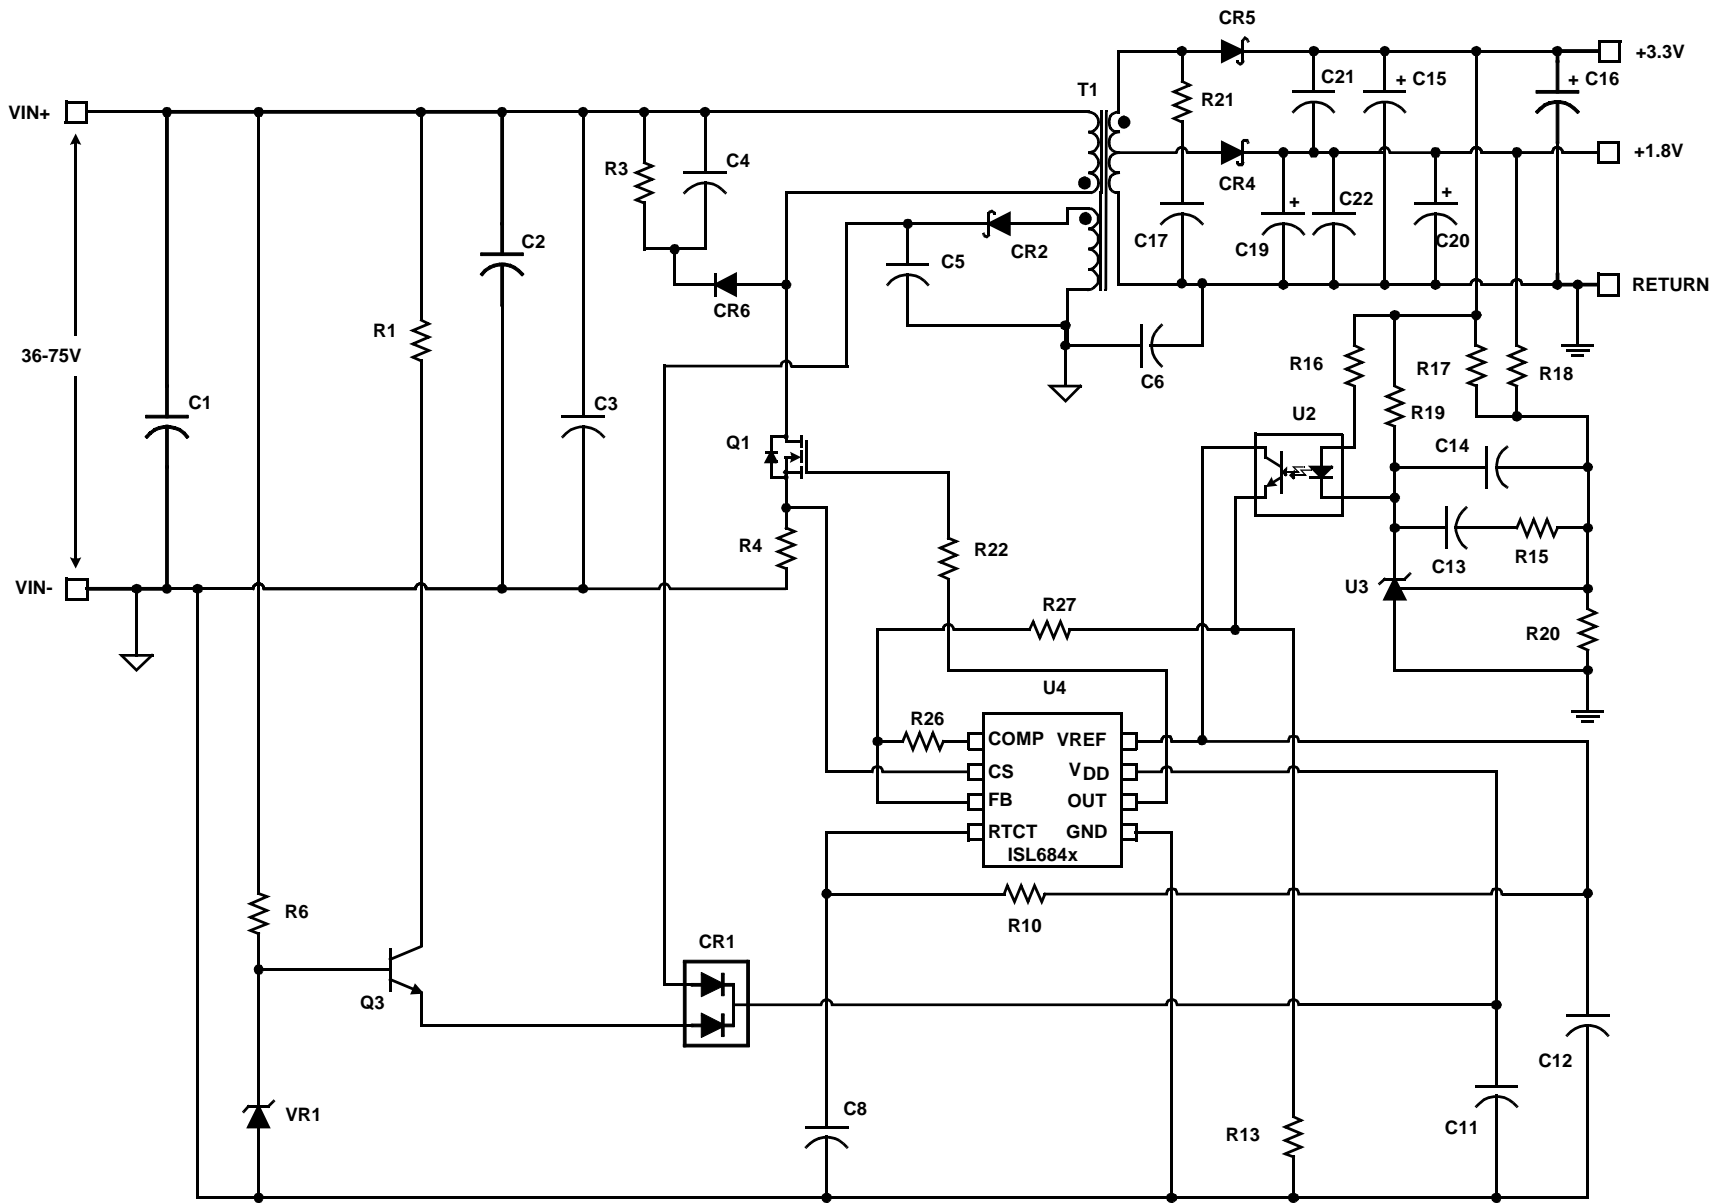 CR5
+3.3V
C21
+ C15
+ C16
T1
R21
VIN+
+1.8V
R3
C4
CR4
+
C22
+
C17
C19
C20
C2
C5
CR2
CR6
RETURN
R1
36-75V
C6
R16
R17
R18
C1
C3
U2
R19
Q1
C14
R4
R22
C13
R15
VIN-
U3
R27
R20
U4
R26
COMP
VREF
CS
VDD
FB
OUT
RTCT
GND
ISL684x
R6
R10
CR1
Q3
C12
VR1
C8
C11
R13